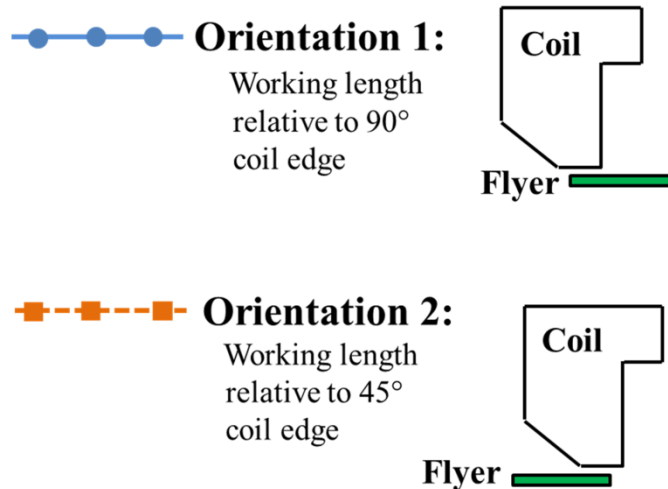 Orientation 1:
Working length
relative to 90°
coil edge
Coil
Flyer
Orientation 2:
Working length
relative to 45°
coil edge
Coil
Flyer